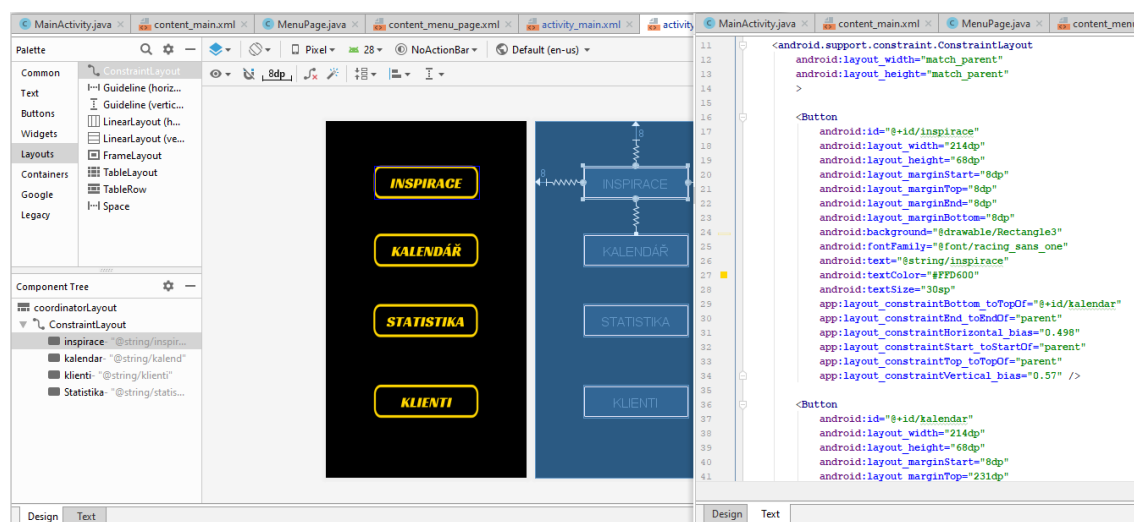 MainActivity.java × content_main.xml × MenuPage.java × content_menu_page.xml × activity_main.xml × activity
Palette
Pixel 28 NoActionBar Default (en-us)
8dp
Common
Text
Buttons
Widgets
Layouts
Containers
Google
Legacy
ConstraintLayout
Guideline (horiz...
Guideline (vertic...
LinearLayout (h...
LinearLayout (ve...
FrameLayout
TableLayout
TableRow
Space
Component Tree
coordinatorLayout
ConstraintLayout
inspirace- "@string/inspir...
kalendar- "@string/kalend"
klienti- "@string/klienti"
Statistika- "@string/statis...
INSPIRACE
KALENDÁŘ
STATISTIKA
KLIENTI
8
8
INSPIRACE
KALENDÁŘ
STATISTIKA
KLIENTI
Design Text
MainActivity.java × content_main.xml × MenuPage.java × content_menu
11 <android.support.constraint.ConstraintLayout
12 android:layout_width="match_parent"
13 android:layout_height="match_parent"
14 >
15
16 <Button
17 android:id="@+id/inspirace"
18 android:layout_width="214dp"
19 android:layout_height="68dp"
20 android:layout_marginStart="8dp"
21 android:layout_marginTop="8dp"
22 android:layout_marginEnd="8dp"
23 android:layout_marginBottom="8dp"
24 android:background="@drawable/Rectangle3"
25 android:fontFamily="@font/racing_sans_one"
26 android:text="@string/inspirace"
27 android:textColor="#FFD600"
28 android:textSize="30sp"
29 app:layout_constraintBottom_toTopOf="@+id/kalendar"
30 app:layout_constraintEnd_toEndOf="parent"
31 app:layout_constraintHorizontal_bias="0.498"
32 app:layout_constraintStart_toStartOf="parent"
33 app:layout_constraintTop_toTopOf="parent"
34 app:layout_constraintVertical_bias="0.57" />
35
36 <Button
37 android:id="@+id/kalendar"
38 android:layout_width="214dp"
39 android:layout_height="68dp"
40 android:layout_marginStart="8dp"
41 android:layout_marginTop="231dp"
Design Text